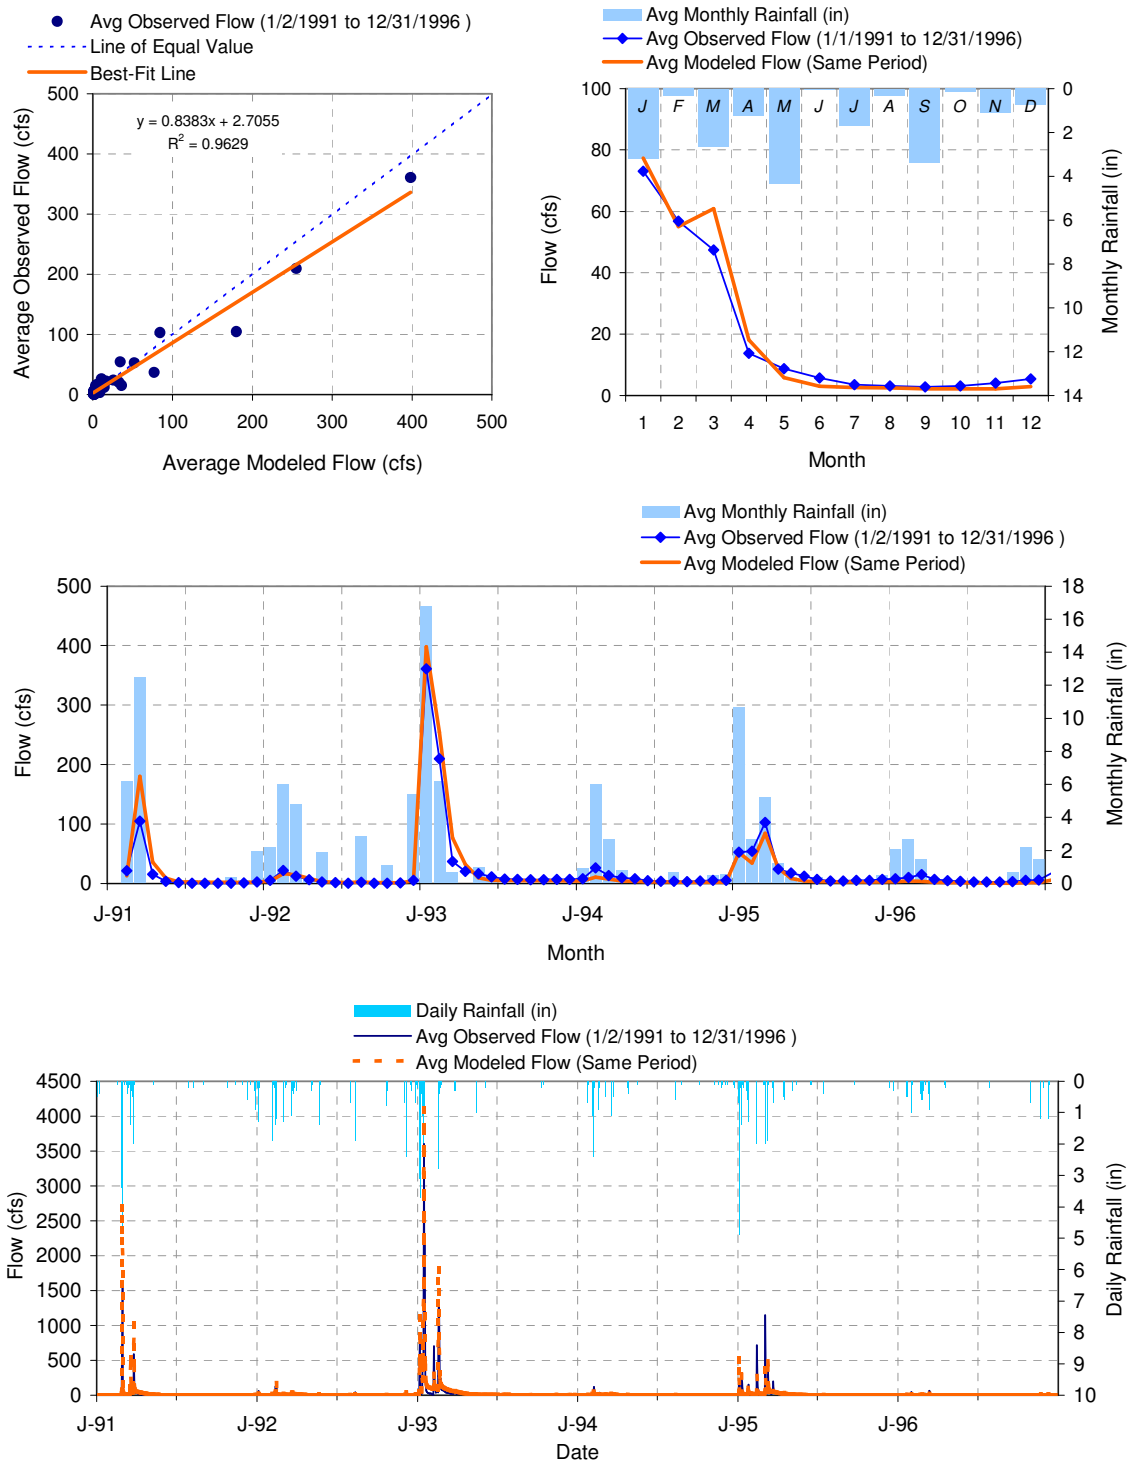 Avg Observed Flow (1/2/1991 to 12/31/1996 )
Line of Equal Value
Best-Fit Line
500
400
300
200
100
0
y = 0.8383x + 2.7055
R² = 0.9629
Average Observed Flow (cfs)
0 100 200 300 400 500
Average Modeled Flow (cfs)
Avg Monthly Rainfall (in)
Avg Observed Flow (1/1/1991 to 12/31/1996)
Avg Modeled Flow (Same Period)
100
80
60
40
20
0
J F M A M J J A S O N D
Flow (cfs)
0
2
4
6
8
10
12
14
Monthly Rainfall (in)
1 2 3 4 5 6 7 8 9 10 11 12
Month
Avg Monthly Rainfall (in)
Avg Observed Flow (1/2/1991 to 12/31/1996 )
Avg Modeled Flow (Same Period)
500
400
300
200
100
0
Flow (cfs)
18
16
14
12
10
8
6
4
2
0
Monthly Rainfall (in)
J-91 J-92 J-93 J-94 J-95 J-96
Month
Daily Rainfall (in)
Avg Observed Flow (1/2/1991 to 12/31/1996 )
Avg Modeled Flow (Same Period)
4500
4000
3500
3000
2500
2000
1500
1000
500
0
Flow (cfs)
0
1
2
3
4
5
6
7
8
9
10
Daily Rainfall (in)
J-91 J-92 J-93 J-94 J-95 J-96
Date